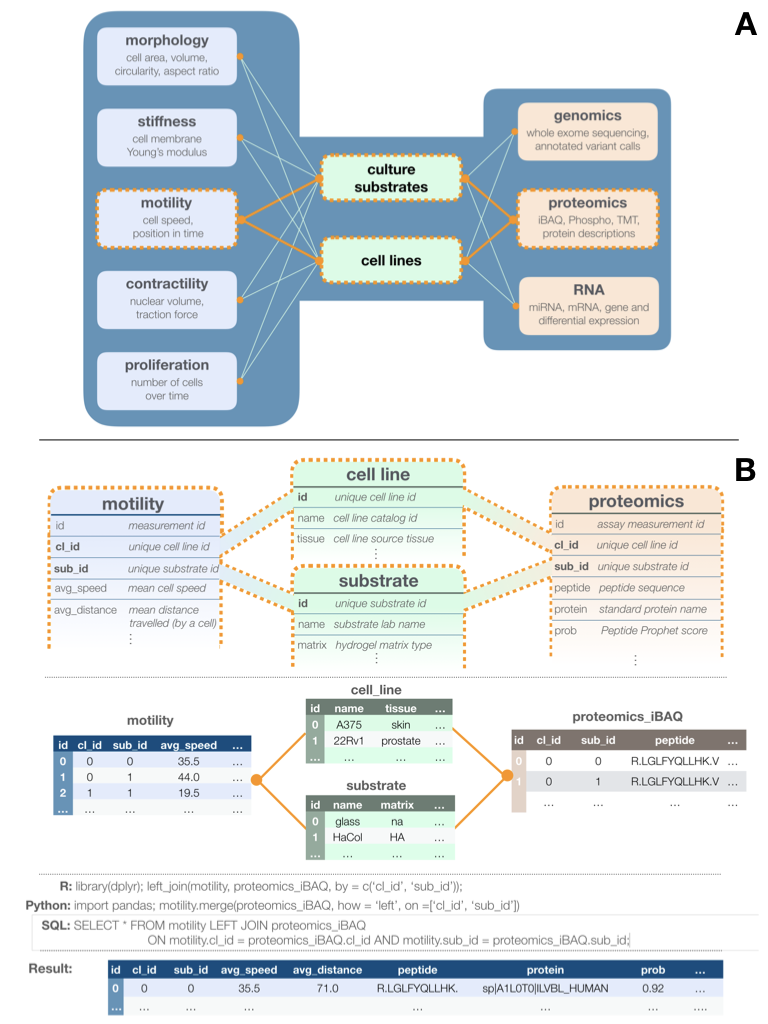 A
morphology
cell area, volume,
circularity, aspect ratio
stiffness
cell membrane
Young's modulus
motility
cell speed,
position in time
contractility
nuclear volume,
traction force
proliferation
number of cells
over time
culture
substrates
cell lines
genomics
whole exome sequencing,
annotated variant calls
proteomics
iBAQ, Phospho, TMT,
protein descriptions
RNA
miRNA, mRNA, gene and
differential expression
B
motility
id measurement id
cl_id unique cell line id
sub_id unique substrate id
avg_speed mean cell speed
avg_distance mean distance
travelled (by a cell)
⋮
cell line
id unique cell line id
name cell line catalog id
tissue cell line source tissue
⋮
substrate
id unique substrate id
name substrate lab name
matrix hydrogel matrix type
⋮
proteomics
id assay measurement id
cl_id unique cell line id
sub_id unique substrate id
peptide peptide sequence
protein standard protein name
prob Peptide Prophet score
⋮
motility
id cl_id sub_id avg_speed …
0 0 0 35.5 …
1 0 1 44.0 …
2 1 1 19.5 …
… … … … …
cell_line
id name tissue …
0 A375 skin …
1 22Rv1 prostate …
… … … …
substrate
id name matrix …
0 glass na …
1 HaCol HA …
… … … …
proteomics_iBAQ
id cl_id sub_id peptide …
0 0 0 R.LGLFYQLLHK.V …
1 0 1 R.LGLFYQLLHK.V …
… … … …
R: library(dplyr); left_join(motility, proteomics_iBAQ, by = c('cl_id', 'sub_id'));
Python: import pandas; motility.merge(proteomics_iBAQ, how = 'left', on =['cl_id', 'sub_id'])
SQL: SELECT * FROM motility LEFT JOIN proteomics_iBAQ
ON motility.cl_id = proteomics_iBAQ.cl_id AND motility.sub_id = proteomics_iBAQ.sub_id;
Result:
id cl_id sub_id avg_speed avg_distance peptide protein prob …
0 0 0 35.5 71.0 R.LGLFYQLLHK. sp|A1L0T0|ILVBL_HUMAN 0.92 …
… … … … … … ….